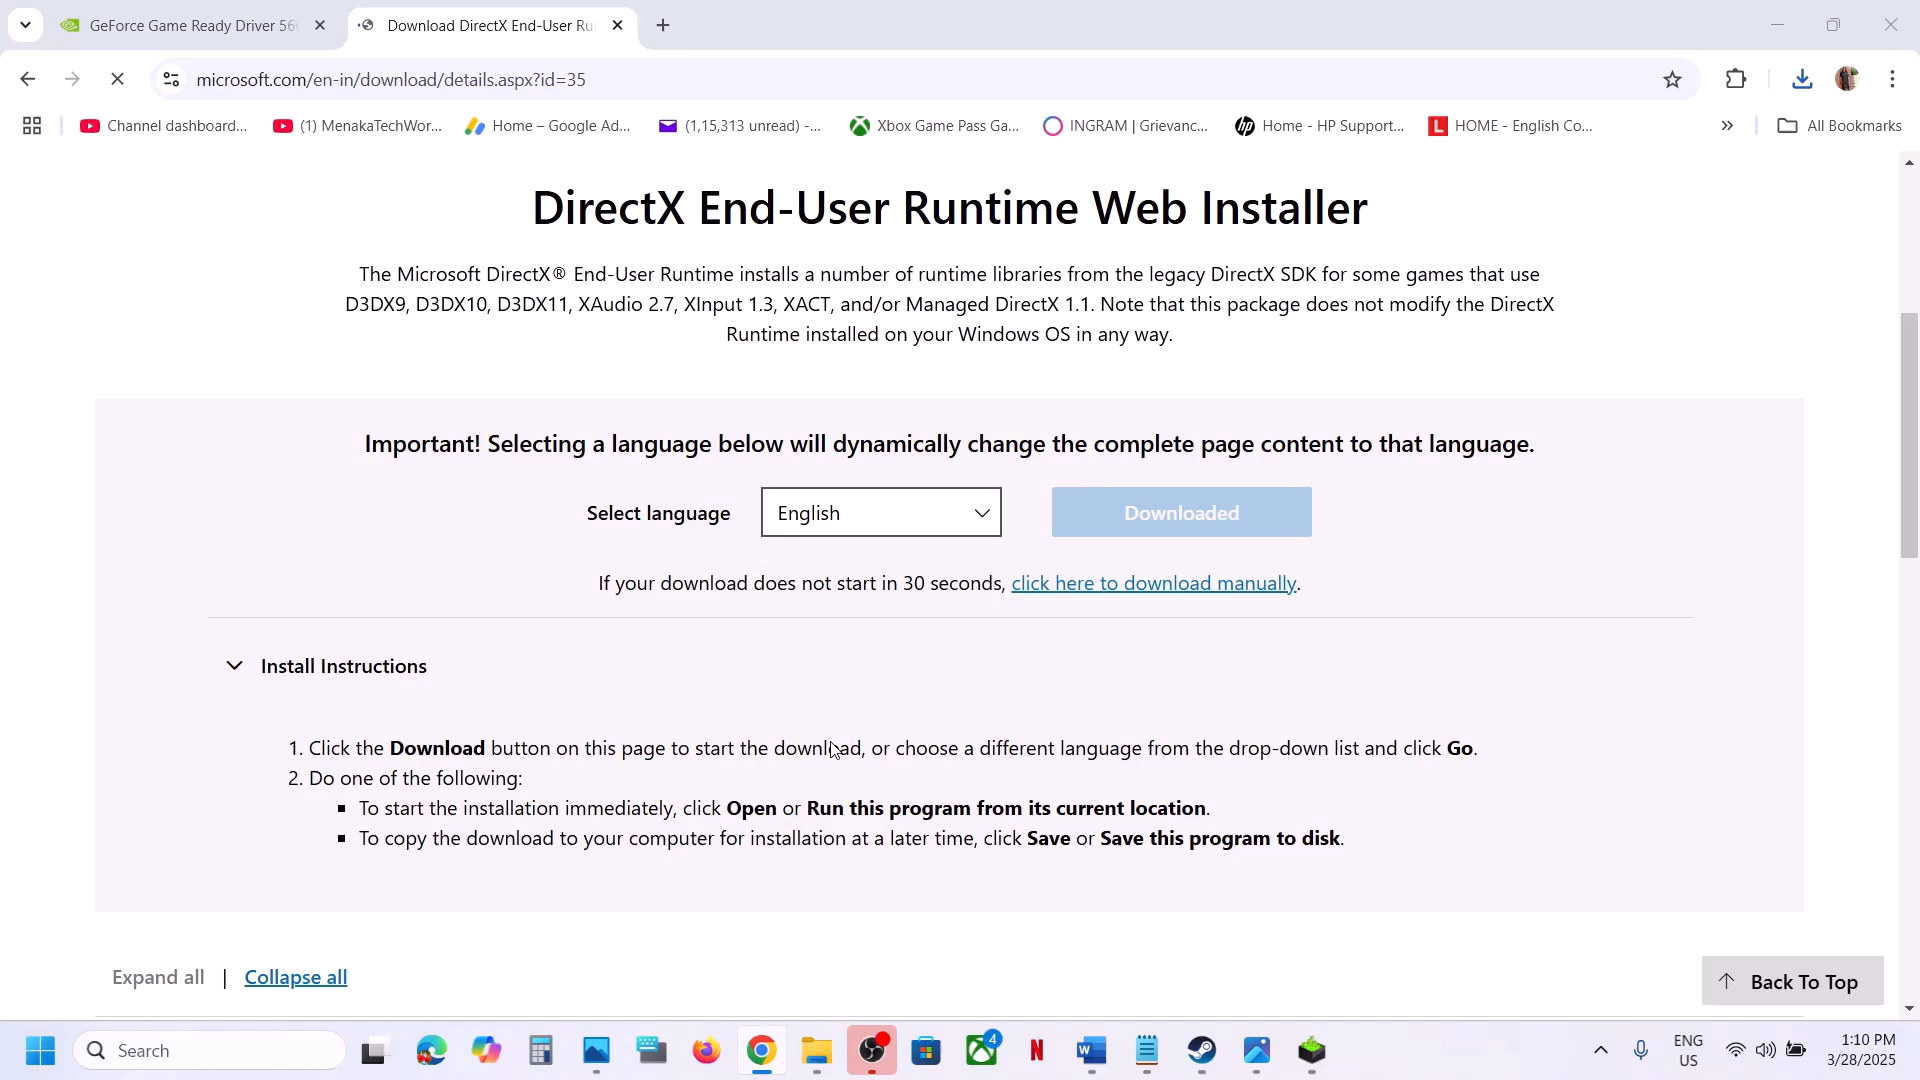 GeForce Game Ready Driver 56
Download DirectX End-User Ru
microsoft.com/en-in/download/details.aspx?id=35
Channel dashboard...
(1) MenakaTechWor...
Home – Google Ad...
(1,15,313 unread) -...
Xbox Game Pass Ga...
INGRAM | Grievanc...
Home - HP Support...
HOME - English Co...
All Bookmarks
DirectX End-User Runtime Web Installer
The Microsoft DirectX® End-User Runtime installs a number of runtime libraries from the legacy DirectX SDK for some games that use
D3DX9, D3DX10, D3DX11, XAudio 2.7, XInput 1.3, XACT, and/or Managed DirectX 1.1. Note that this package does not modify the DirectX
Runtime installed on your Windows OS in any way.
Important! Selecting a language below will dynamically change the complete page content to that language.
Select language
English
Downloaded
If your download does not start in 30 seconds, click here to download manually.
Install Instructions
1. Click the Download button on this page to start the download, or choose a different language from the drop-down list and click Go.
2. Do one of the following:
▪ To start the installation immediately, click Open or Run this program from its current location.
▪ To copy the download to your computer for installation at a later time, click Save or Save this program to disk.
Expand all | Collapse all
Back To Top
Search
4
ENG
US
1:10 PM
3/28/2025